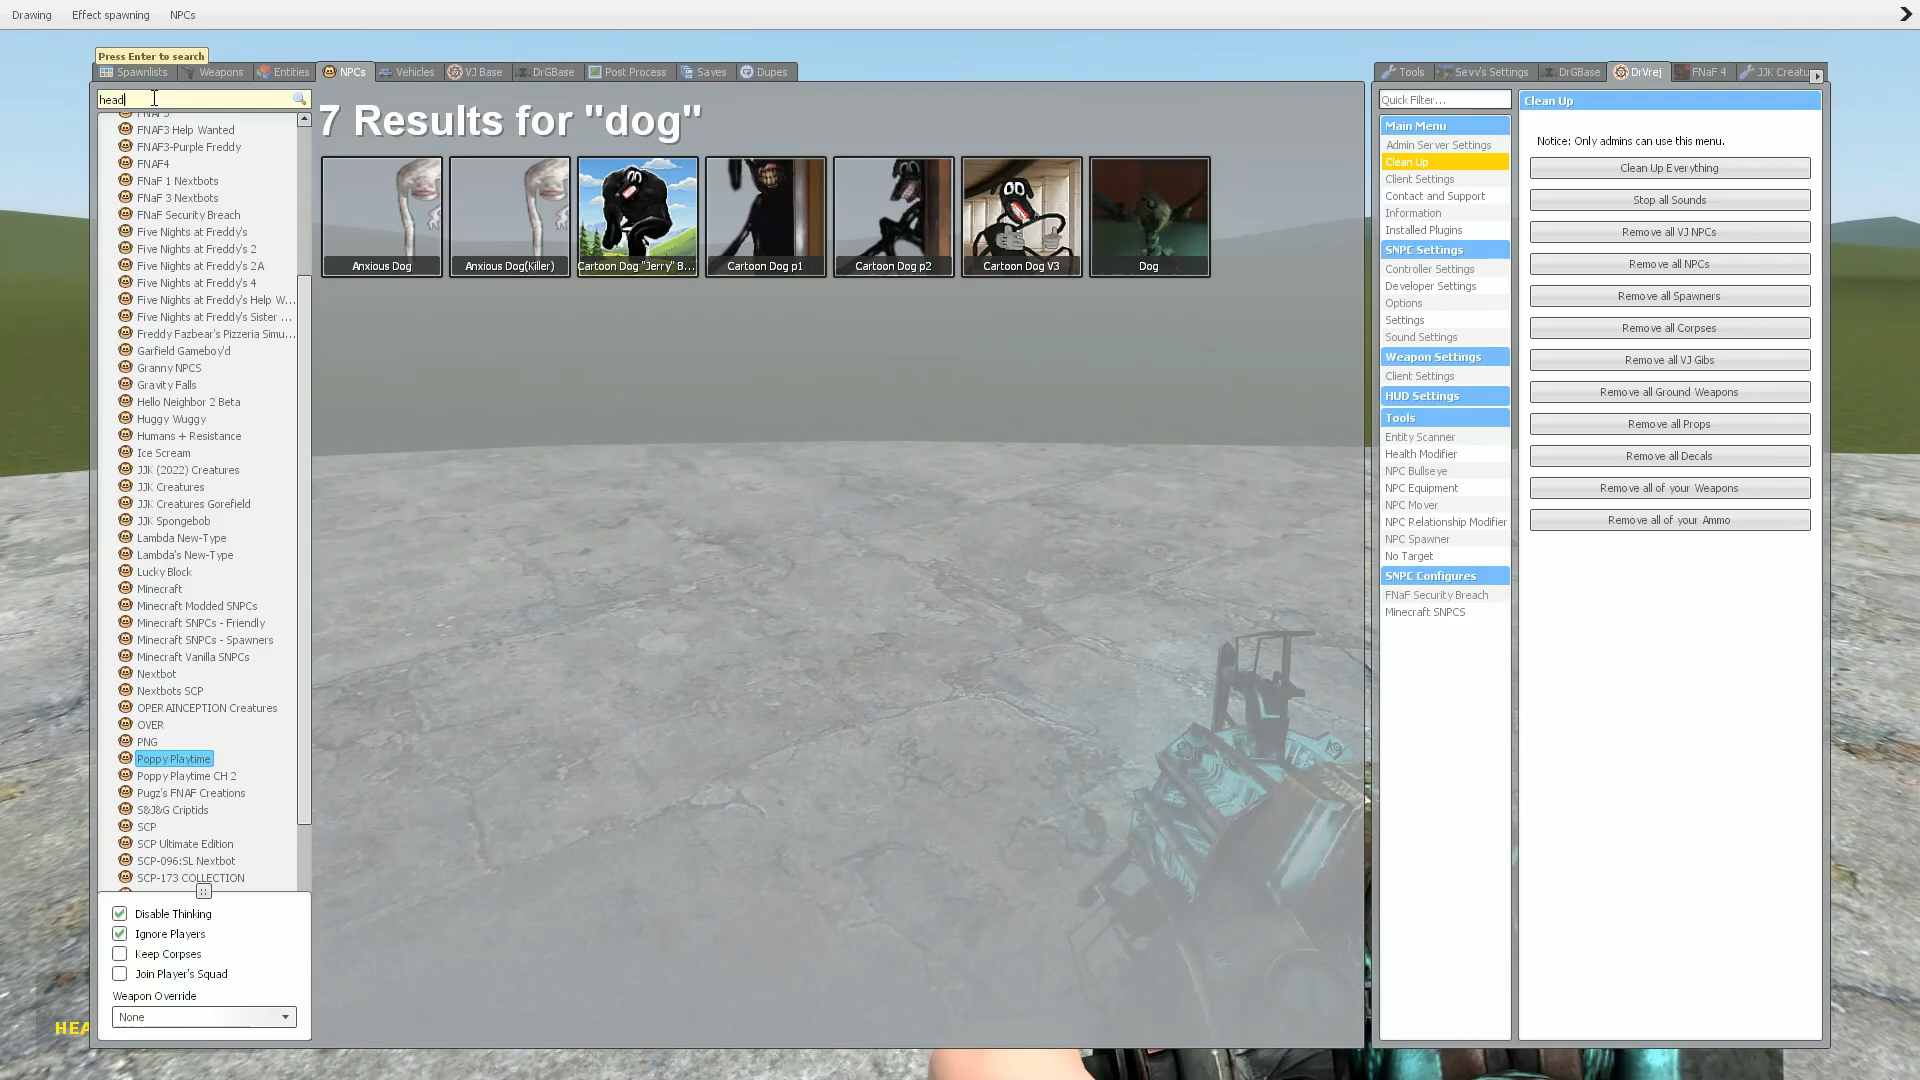 Drawing Effect spawning NPCs
Press Enter to search
Spawnlists Weapons Entities NPCs Vehicles VJ Base DrGBase Post Process Saves Dupes
head
FNAF3 Help Wanted
FNAF3-Purple Freddy
FNAF4
FNaF 1 Nextbots
FNaF 3 Nextbots
FNaF Security Breach
Five Nights at Freddy's
Five Nights at Freddy's 2
Five Nights at Freddy's 2A
Five Nights at Freddy's 4
Five Nights at Freddy's Help W...
Five Nights at Freddy's Sister ...
Freddy Fazbear's Pizzeria Simu...
Garfield Gameboy'd
Granny NPCS
Gravity Falls
Hello Neighbor 2 Beta
Huggy Wuggy
Humans + Resistance
Ice Scream
JJK (2022) Creatures
JJK Creatures
JJK Creatures Gorefield
JJK Spongebob
Lambda New-Type
Lambda's New-Type
Lucky Block
Minecraft
Minecraft Modded SNPCs
Minecraft SNPCs - Friendly
Minecraft SNPCs - Spawners
Minecraft Vanilla SNPCs
Nextbot
Nextbots SCP
OPERAINCEPTION Creatures
OVER
PNG
Poppy Playtime
Poppy Playtime CH 2
Pugz's FNAF Creations
S&J&G Criptids
SCP
SCP Ultimate Edition
SCP-096:SL Nextbot
SCP-173 COLLECTION
Disable Thinking
Ignore Players
Keep Corpses
Join Player's Squad
Weapon Override
None
HEA
7 Results for "dog"
Anxious Dog
Anxious Dog(Killer)
Cartoon Dog "Jerry" B...
Cartoon Dog p1
Cartoon Dog p2
Cartoon Dog V3
Dog
Tools Sevv's Settings DrGBase DrVrej FNaF 4 JJK Creatu
Quick Filter...
Main Menu
Admin Server Settings
Clean Up
Client Settings
Contact and Support
Information
Installed Plugins
SNPC Settings
Controller Settings
Developer Settings
Options
Settings
Sound Settings
Weapon Settings
Client Settings
HUD Settings
Tools
Entity Scanner
Health Modifier
NPC Bullseye
NPC Equipment
NPC Mover
NPC Relationship Modifier
NPC Spawner
No Target
SNPC Configures
FNaF Security Breach
Minecraft SNPCS
Clean Up
Notice: Only admins can use this menu.
Clean Up Everything
Stop all Sounds
Remove all VJ NPCs
Remove all NPCs
Remove all Spawners
Remove all Corpses
Remove all VJ Gibs
Remove all Ground Weapons
Remove all Props
Remove all Decals
Remove all of your Weapons
Remove all of your Ammo